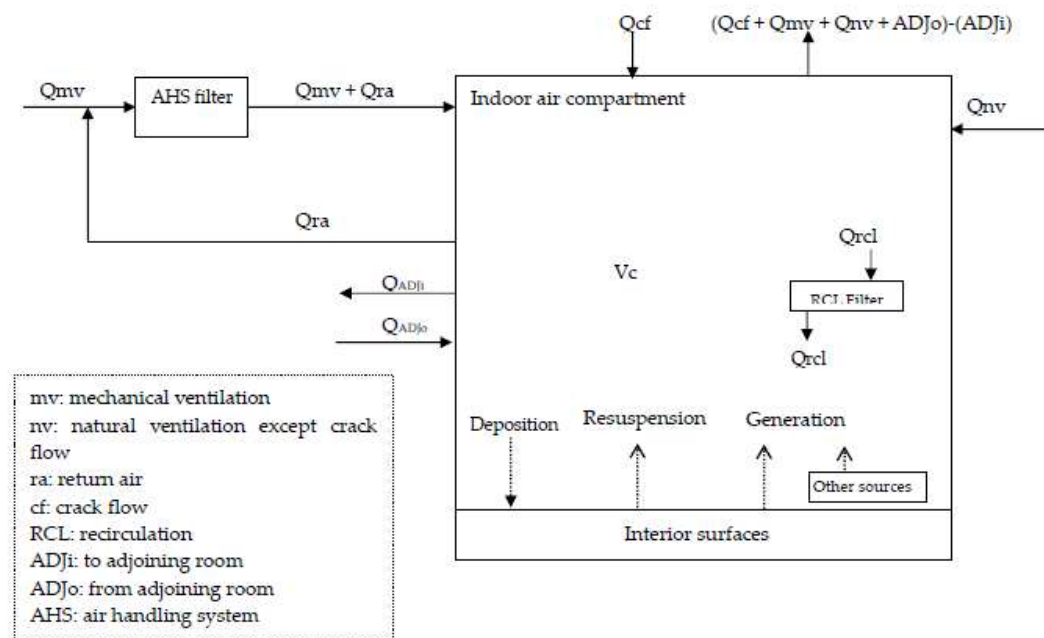 Qcf
(Qcf + Qmv + Qnv + ADJo)-(ADJi)
Qmv
AHS filter
Qmv + Qra
Indoor air compartment
Qnv
Qra
Qrcl
Vc
RCL Filter
QADJi
QADJo
Qrcl
mv: mechanical ventilation
nv: natural ventilation except crack
flow
ra: return air
cf: crack flow
RCL: recirculation
ADJi: to adjoining room
ADJo: from adjoining room
AHS: air handling system
Deposition
Resuspension
Generation
Other sources
Interior surfaces